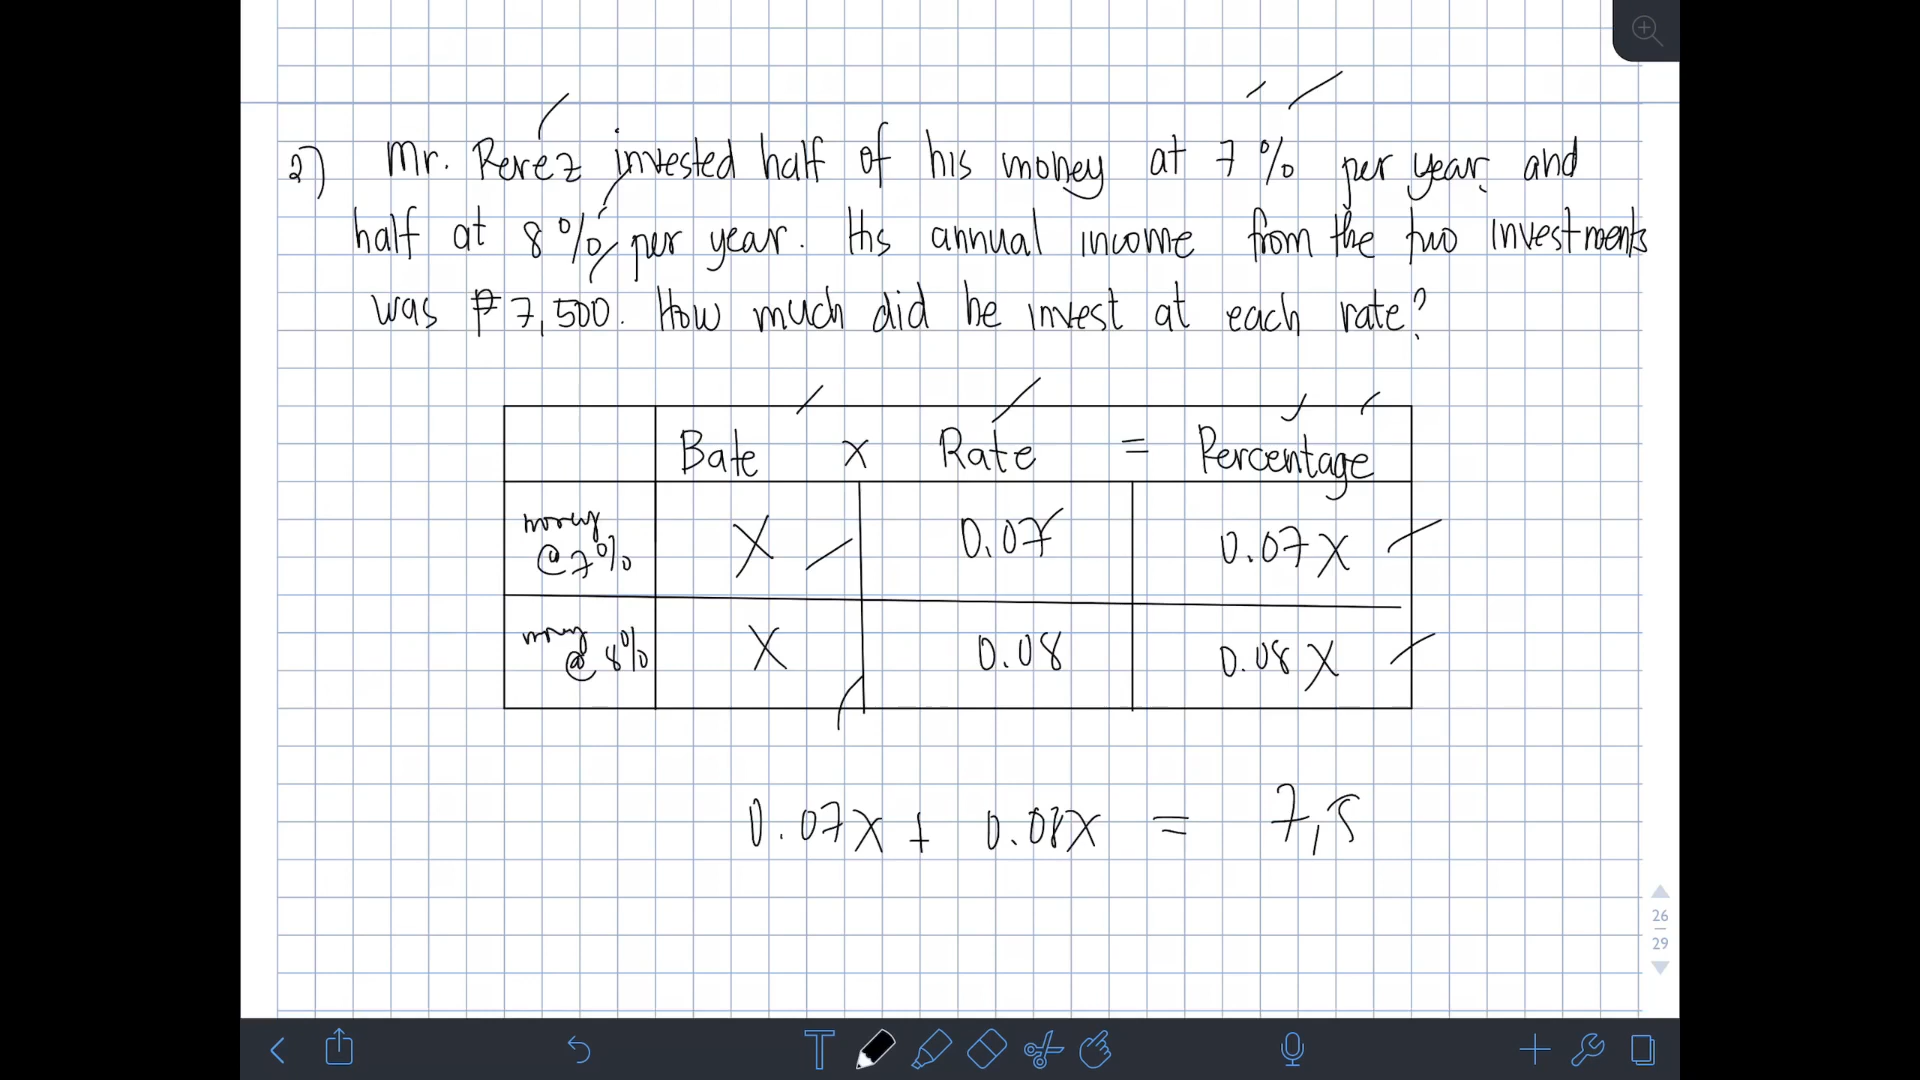 2) Mr. Perez invested half of his money at 7% per year, and
half at 8% per year. His annual income from the two investments
was ₱7,500. How much did he invest at each rate?
Bate x Rate = Percentage
money @7% X 0.07 0.07X
money @ 8% X 0.08 0.08X
0.07X + 0.08X = 7,5
26
29
T